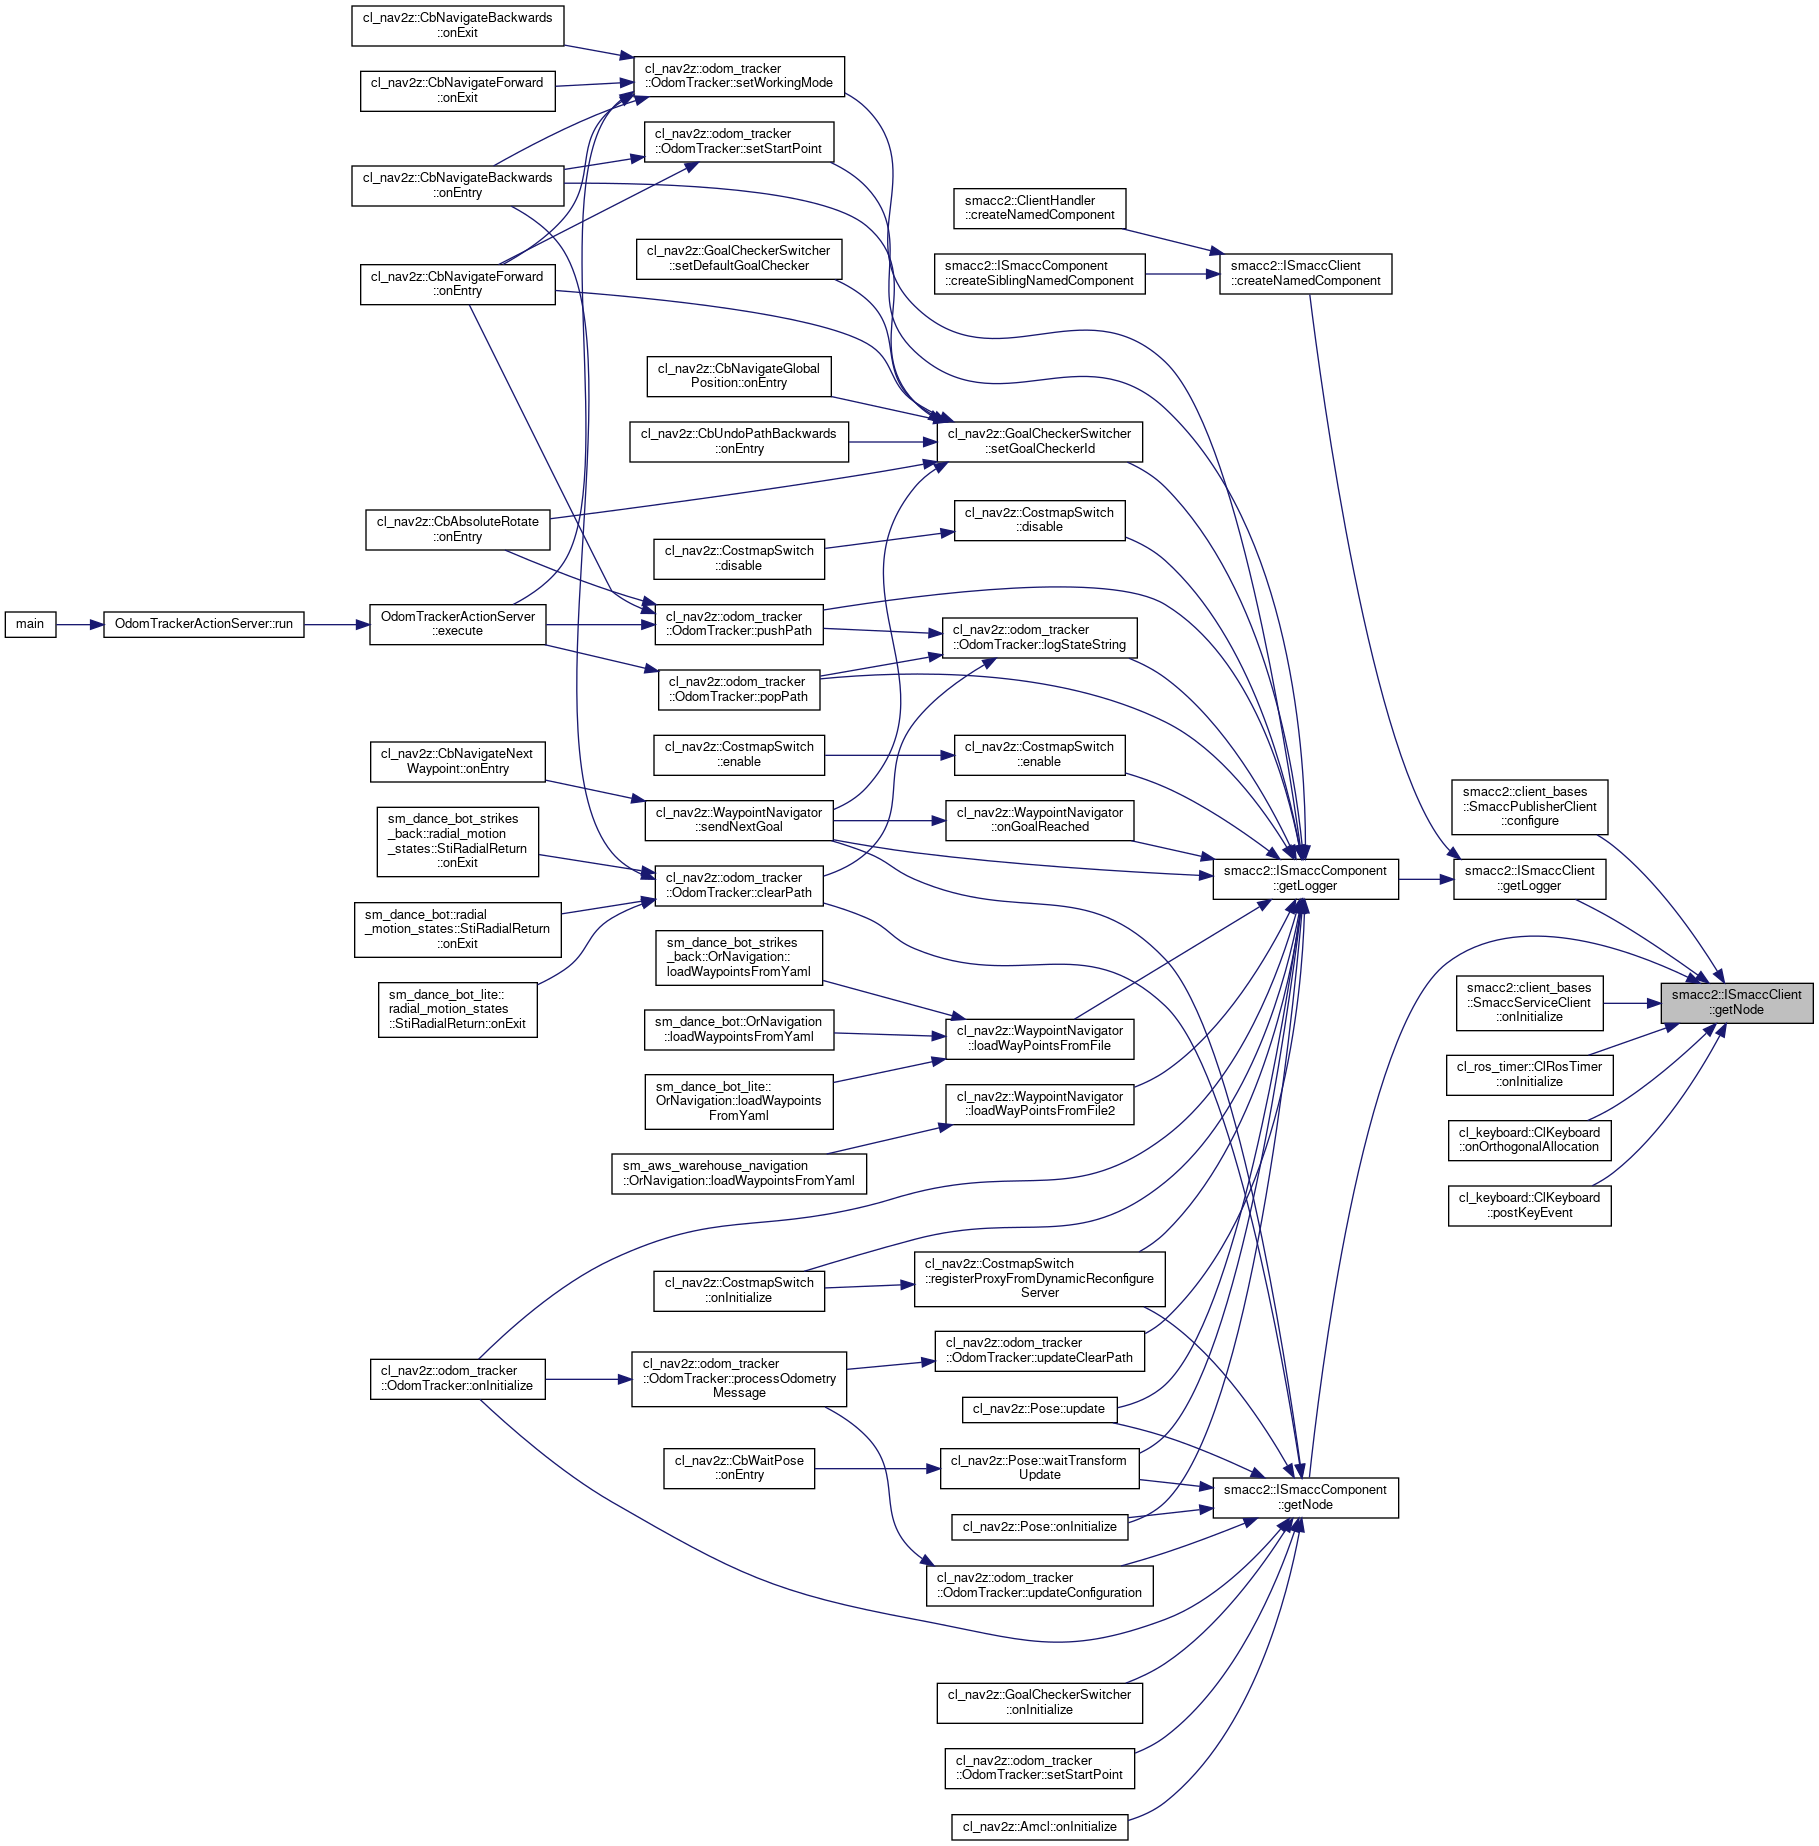 cl_nav2z::CbNavigateBackwards
::onExit
cl_nav2z::CbNavigateForward
::onExit
cl_nav2z::odom_tracker
::OdomTracker::setWorkingMode
cl_nav2z::odom_tracker
::OdomTracker::setStartPoint
cl_nav2z::CbNavigateBackwards
::onEntry
cl_nav2z::CbNavigateForward
::onEntry
cl_nav2z::GoalCheckerSwitcher
::setDefaultGoalChecker
smacc2::ClientHandler
::createNamedComponent
smacc2::ISmaccComponent
::createSiblingNamedComponent
smacc2::ISmaccClient
::createNamedComponent
cl_nav2z::CbNavigateGlobal
Position::onEntry
cl_nav2z::CbUndoPathBackwards
::onEntry
cl_nav2z::GoalCheckerSwitcher
::setGoalCheckerId
cl_nav2z::CbAbsoluteRotate
::onEntry
cl_nav2z::CostmapSwitch
::disable
cl_nav2z::CostmapSwitch
::disable
main
OdomTrackerActionServer::run
OdomTrackerActionServer
::execute
cl_nav2z::odom_tracker
::OdomTracker::pushPath
cl_nav2z::odom_tracker
::OdomTracker::logStateString
cl_nav2z::odom_tracker
::OdomTracker::popPath
cl_nav2z::CbNavigateNext
Waypoint::onEntry
cl_nav2z::CostmapSwitch
::enable
cl_nav2z::CostmapSwitch
::enable
sm_dance_bot_strikes
_back::radial_motion
_states::StiRadialReturn
::onExit
cl_nav2z::WaypointNavigator
::sendNextGoal
cl_nav2z::WaypointNavigator
::onGoalReached
cl_nav2z::odom_tracker
::OdomTracker::clearPath
smacc2::ISmaccComponent
::getLogger
smacc2::client_bases
::SmaccPublisherClient
::configure
smacc2::ISmaccClient
::getLogger
sm_dance_bot::radial
_motion_states::StiRadialReturn
::onExit
sm_dance_bot_lite::
radial_motion_states
::StiRadialReturn::onExit
sm_dance_bot_strikes
_back::OrNavigation::
loadWaypointsFromYaml
sm_dance_bot::OrNavigation
::loadWaypointsFromYaml
sm_dance_bot_lite::
OrNavigation::loadWaypoints
FromYaml
cl_nav2z::WaypointNavigator
::loadWayPointsFromFile
cl_nav2z::WaypointNavigator
::loadWayPointsFromFile2
sm_aws_warehouse_navigation
::OrNavigation::loadWaypointsFromYaml
smacc2::client_bases
::SmaccServiceClient
::onInitialize
smacc2::ISmaccClient
::getNode
cl_ros_timer::ClRosTimer
::onInitialize
cl_keyboard::ClKeyboard
::onOrthogonalAllocation
cl_keyboard::ClKeyboard
::postKeyEvent
cl_nav2z::CostmapSwitch
::onInitialize
cl_nav2z::CostmapSwitch
::registerProxyFromDynamicReconfigure
Server
cl_nav2z::odom_tracker
::OdomTracker::onInitialize
cl_nav2z::odom_tracker
::OdomTracker::processOdometry
Message
cl_nav2z::odom_tracker
::OdomTracker::updateClearPath
cl_nav2z::Pose::update
cl_nav2z::CbWaitPose
::onEntry
cl_nav2z::Pose::waitTransform
Update
cl_nav2z::Pose::onInitialize
smacc2::ISmaccComponent
::getNode
cl_nav2z::odom_tracker
::OdomTracker::updateConfiguration
cl_nav2z::GoalCheckerSwitcher
::onInitialize
cl_nav2z::odom_tracker
::OdomTracker::setStartPoint
cl_nav2z::Amcl::onInitialize